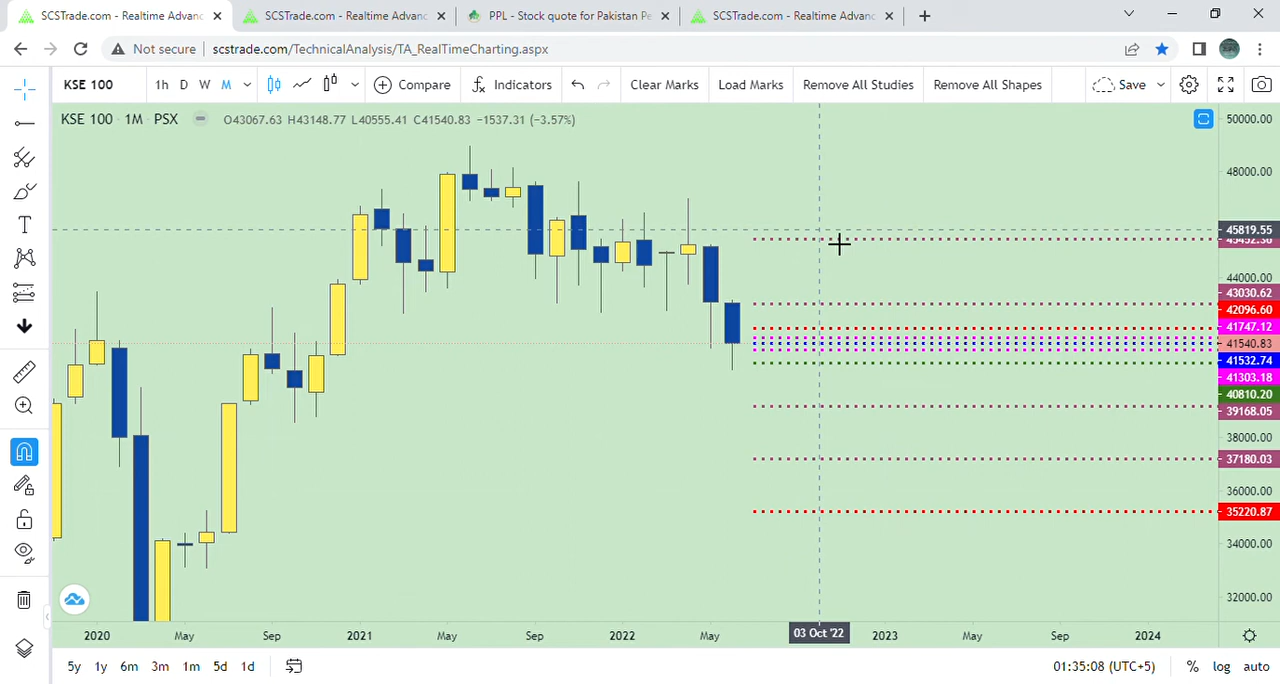 SCSTrade.com - Realtime Advanc
SCSTrade.com - Realtime Advanc
PPL - Stock quote for Pakistan Pe
SCSTrade.com - Realtime Advanc
Not secure
scstrade.com/TechnicalAnalysis/TA_RealTimeCharting.aspx
KSE 100 1h D W M Compare Indicators Clear Marks Load Marks Remove All Studies Remove All Shapes Save
KSE 100 · 1M · PSX O43067.63 H43148.77 L40555.41 C41540.83 −1537.31 (−3.57%)
50000.00
48000.00
45819.55
44000.00
43030.62
42096.60
41747.12
41540.83
41532.74
41303.18
40810.20
39168.05
38000.00
37180.03
36000.00
35220.87
34000.00
32000.00
2020 May Sep 2021 May Sep 2022 May 03 Oct '22 2023 May Sep 2024
5y 1y 6m 3m 1m 5d 1d 01:35:08 (UTC+5) % log auto